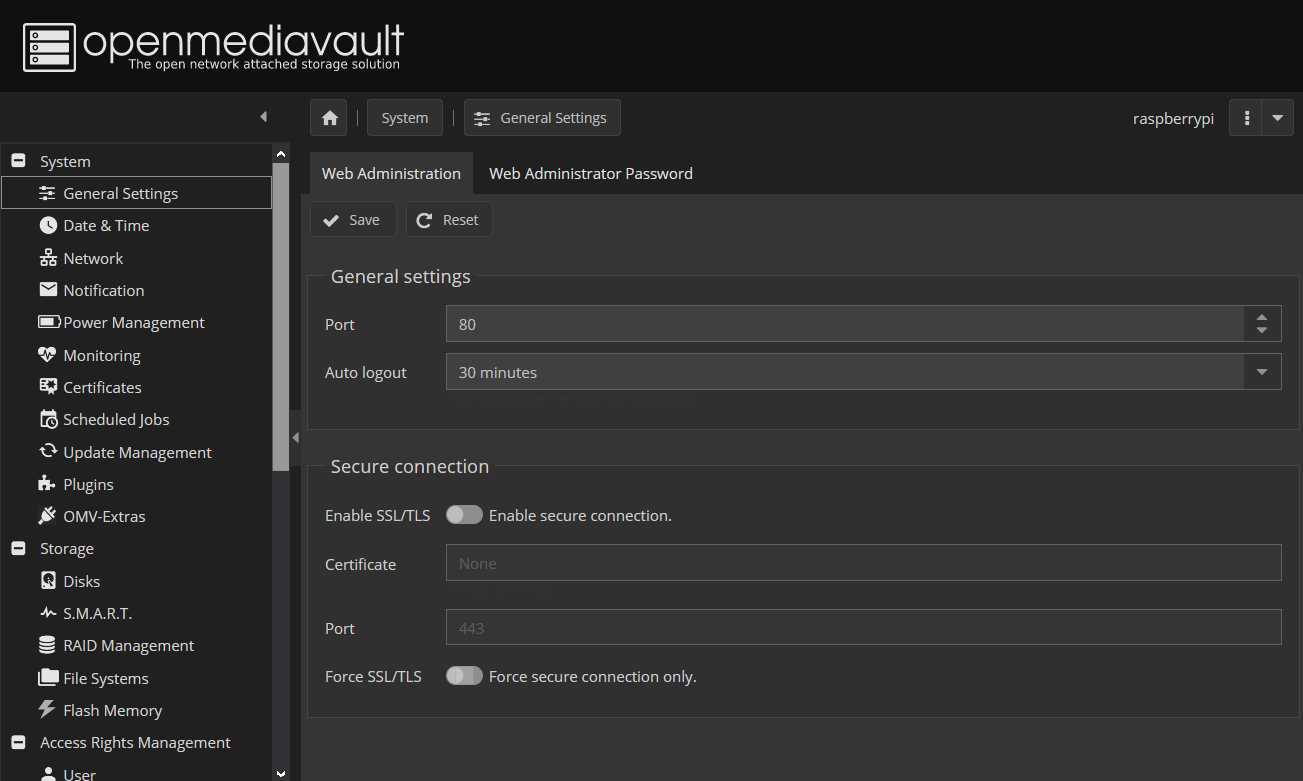 openmediavault
The open network attached storage solution
System
General Settings
raspberrypi
System
General Settings
Date & Time
Network
Notification
Power Management
Monitoring
Certificates
Scheduled Jobs
Update Management
Plugins
OMV-Extras
Storage
Disks
S.M.A.R.T.
RAID Management
File Systems
Flash Memory
Access Rights Management
User
Web Administration
Web Administrator Password
Save
Reset
General settings
Port
80
Auto logout
30 minutes
Secure connection
Enable SSL/TLS
Enable secure connection.
Certificate
None
Port
443
Force SSL/TLS
Force secure connection only.